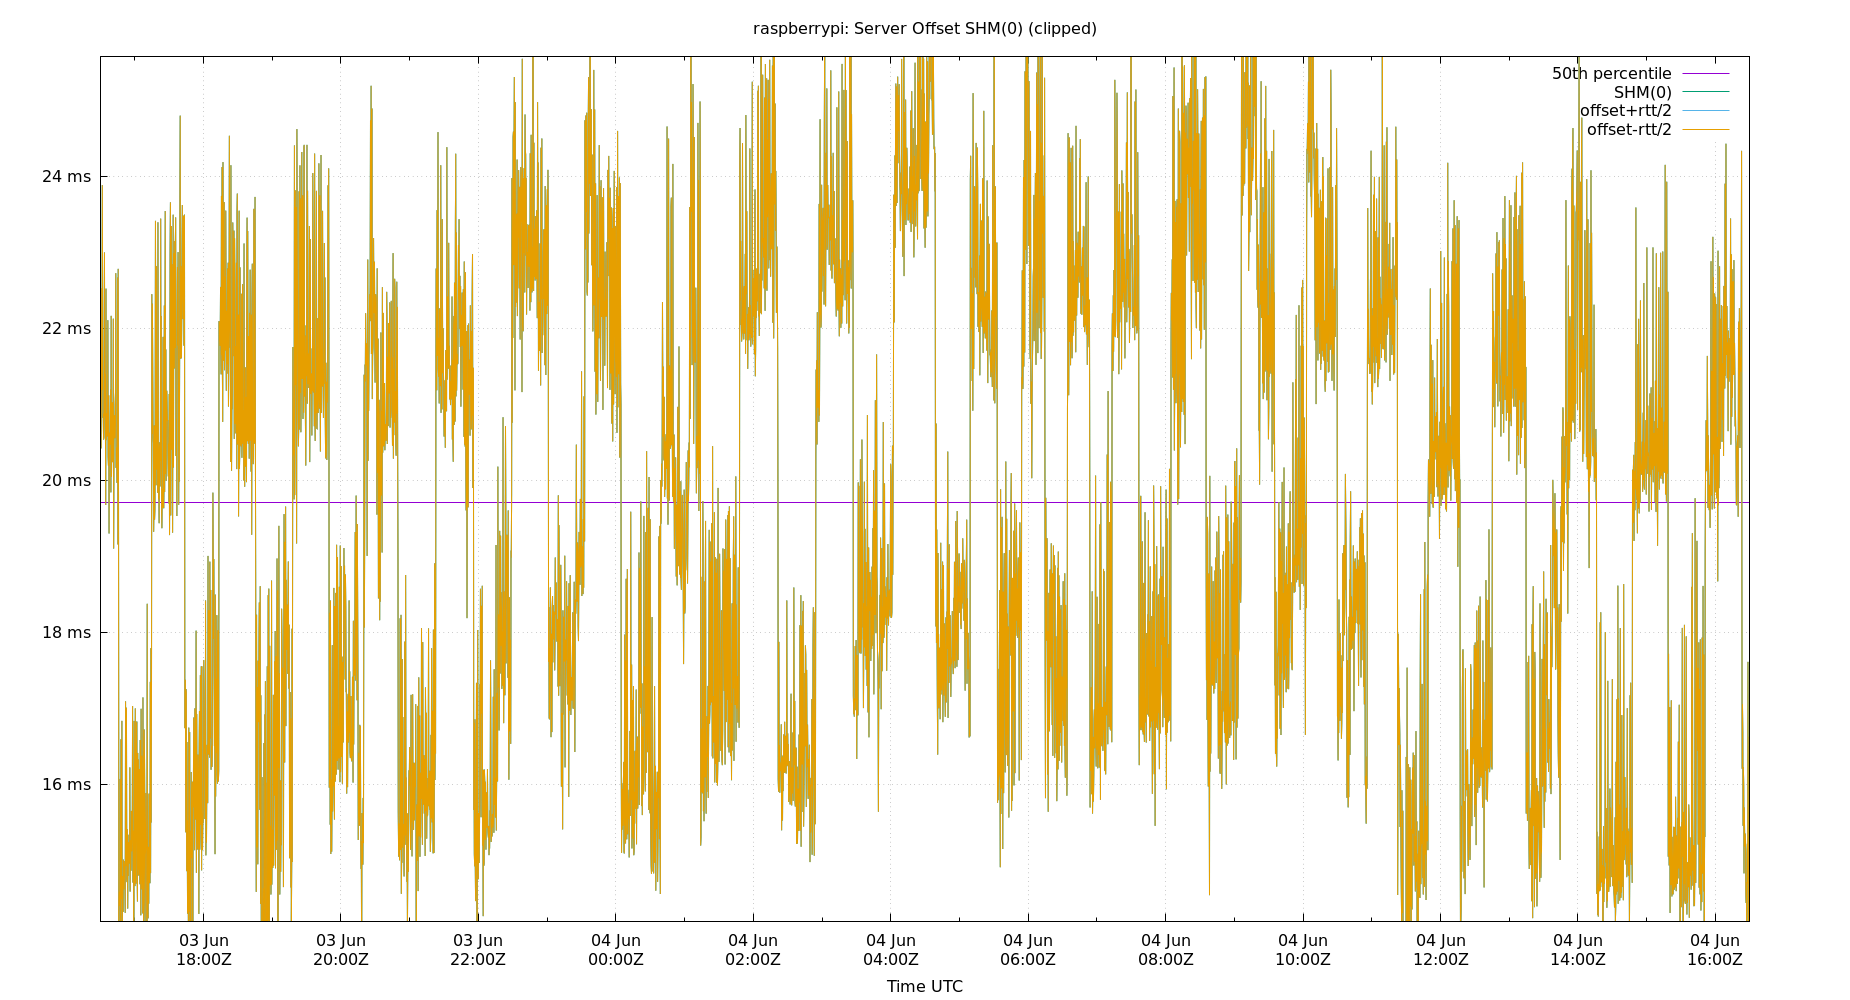 raspberrypi: Server Offset SHM(0) (clipped)
50th percentile
SHM(0)
offset+rtt/2
offset-rtt/2
24 ms
22 ms
20 ms
18 ms
16 ms
03 Jun 03 Jun 03 Jun 04 Jun 04 Jun 04 Jun 04 Jun 04 Jun 04 Jun 04 Jun 04 Jun 04 Jun
18:00Z 20:00Z 22:00Z 00:00Z 02:00Z 04:00Z 06:00Z 08:00Z 10:00Z 12:00Z 14:00Z 16:00Z
Time UTC